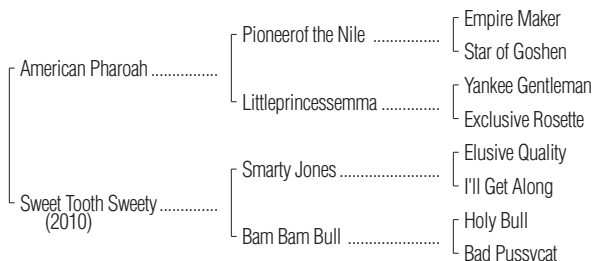 Empire Maker
Pioneerof the Nile ................
Star of Goshen
American Pharoah ...............
Yankee Gentleman
Littleprincessemma ..............
Exclusive Rosette
Elusive Quality
Smarty Jones .......................
I'll Get Along
Sweet Tooth Sweety .............
(2010)
Holy Bull
Bam Bam Bull .....................
Bad Pussycat